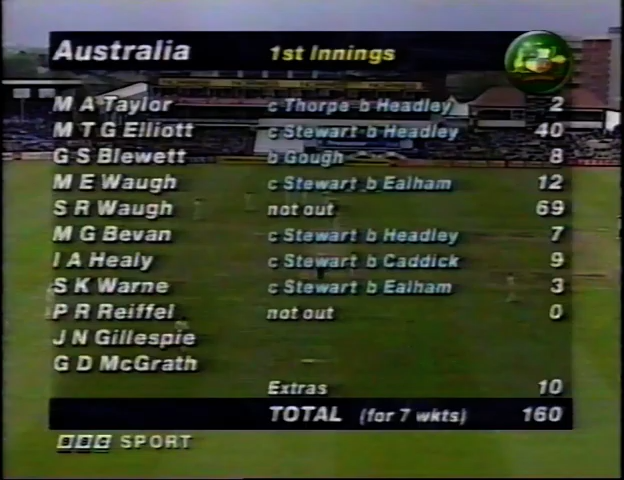 Australia 1st Innings
M A Taylor c Thorpe b Headley 2
M T G Elliott c Stewart b Headley 40
G S Blewett b Gough 8
M E Waugh c Stewart b Ealham 12
S R Waugh not out 69
M G Bevan c Stewart b Headley 7
I A Healy c Stewart b Caddick 9
S K Warne c Stewart b Ealham 3
P R Reiffel not out 0
J N Gillespie
G D McGrath
Extras 10
TOTAL (for 7 wkts) 160
BBC SPORT